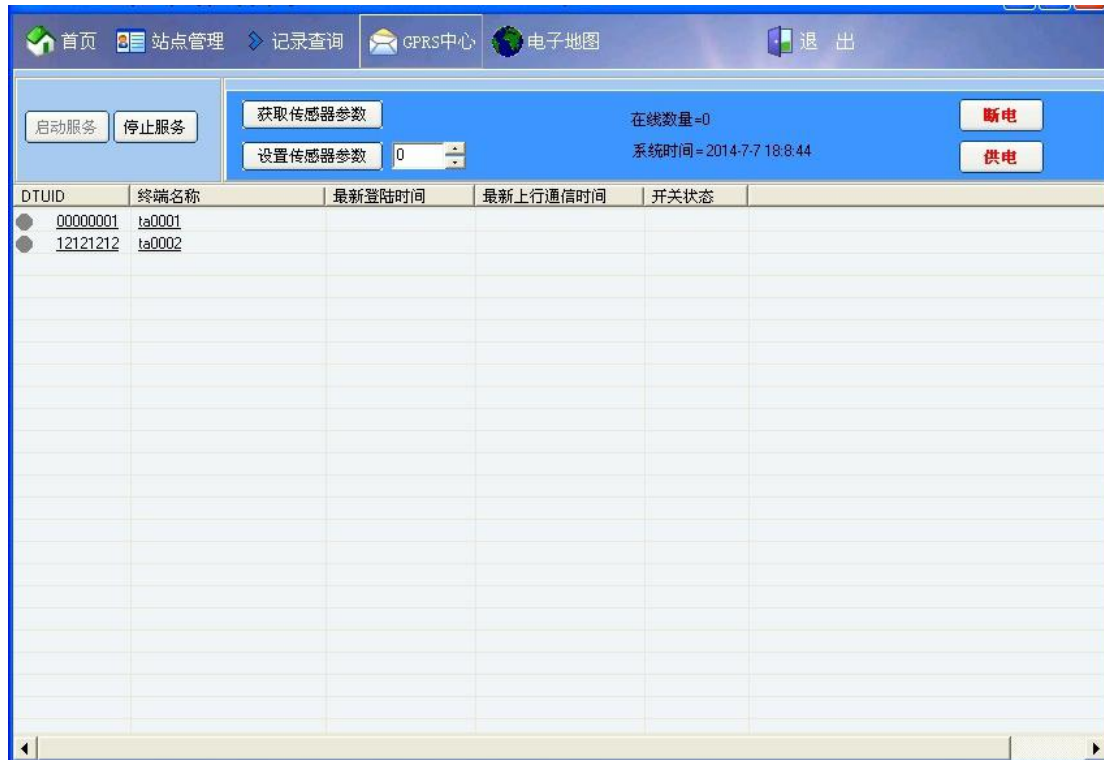 首页 站点管理 记录查询 GPRS中心 电子地图 退 出
启动服务 停止服务
获取传感器参数
设置传感器参数 0
在线数量=0
系统时间=2014-7-7 18:8:44
断电
供电
DTUID 终端名称 最新登陆时间 最新上行通信时间 开关状态
00000001 ta0001
12121212 ta0002